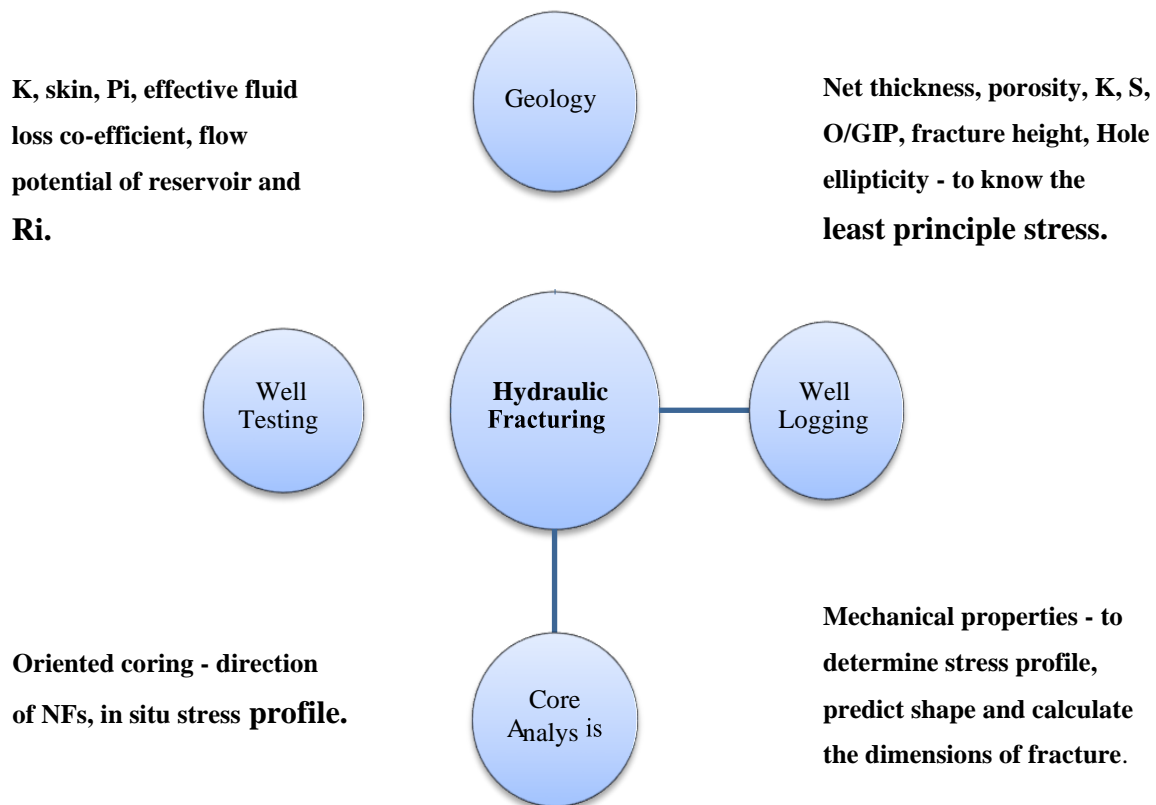 Geology
K, skin, Pi, effective fluid
loss co-efficient, flow
potential of reservoir and
Ri.
Net thickness, porosity, K, S,
O/GIP, fracture height, Hole
ellipticity - to know the
least principle stress.
Well
Testing
Hydraulic
Fracturing
Well
Logging
Oriented coring - direction
of NFs, in situ stress profile.
Core
Analys is
Mechanical properties - to
determine stress profile,
predict shape and calculate
the dimensions of fracture.